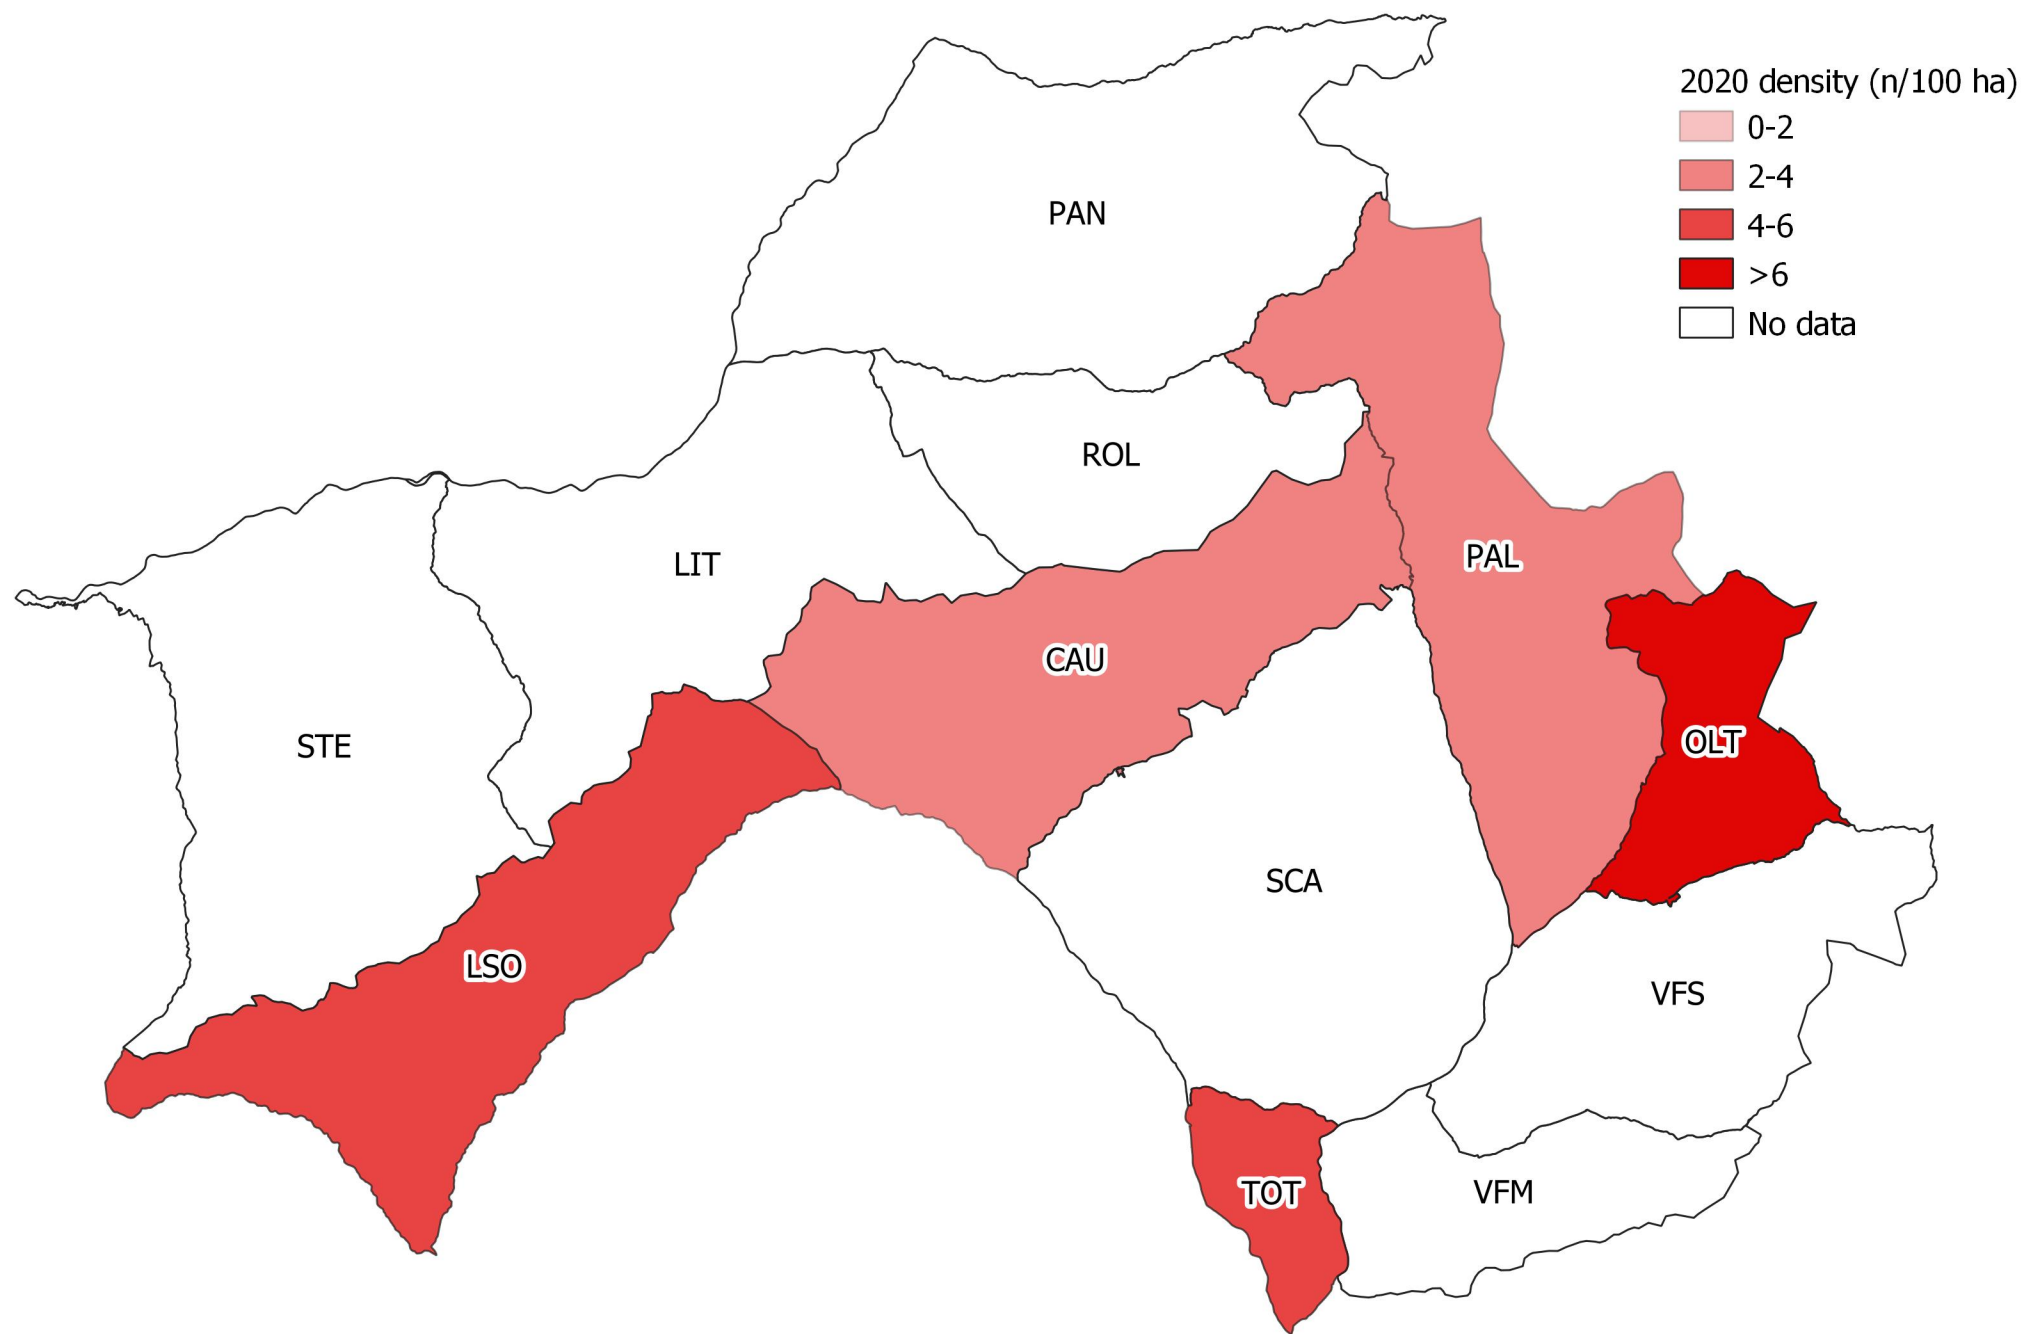 2020 density (n/100 ha)
0-2
2-4
4-6
>6
No data
PAN
ROL
LIT
PAL
CAU
STE
OLT
SCA
LSO
VFS
TOT
VFM